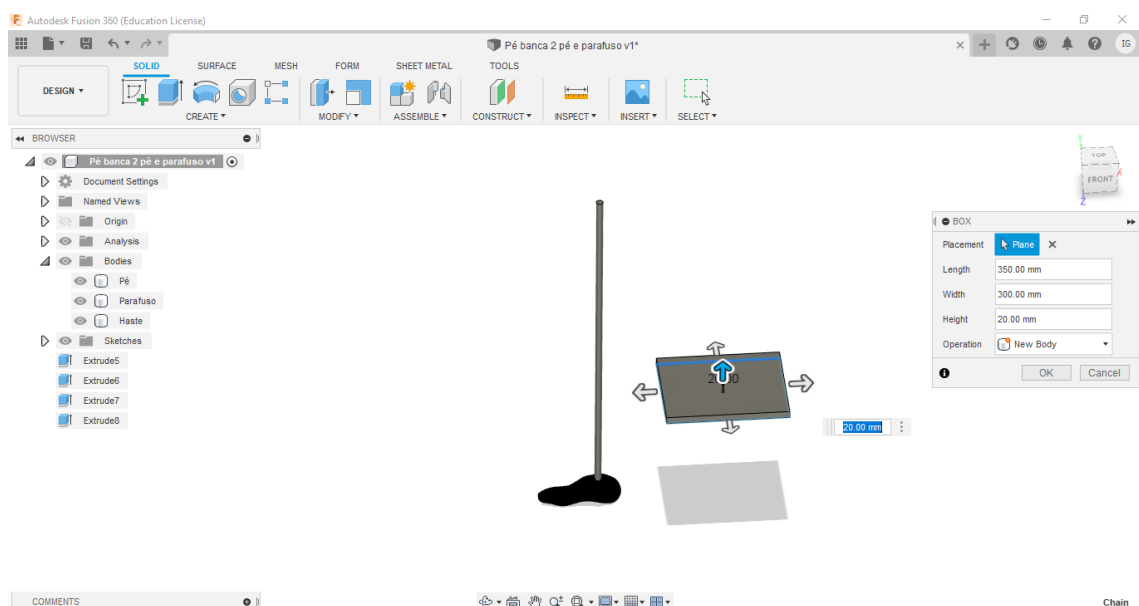 Autodesk Fusion 360 (Education License)
Pé banca 2 pé e parafuso v1*
IG
SOLID SURFACE MESH FORM SHEET METAL TOOLS
DESIGN
CREATE MODIFY ASSEMBLE CONSTRUCT INSPECT INSERT SELECT
BROWSER
Pé banca 2 pé e parafuso v1
Document Settings
Named Views
Origin
Analysis
Bodies
Pé
Parafuso
Haste
Sketches
Extrude5
Extrude6
Extrude7
Extrude8
Y
TOP
X
FRONT
Z
BOX
Placement Plane
Length 350.00 mm
Width 300.00 mm
Height 20.00 mm
Operation New Body
OK Cancel
20.00 mm
COMMENTS
Chain